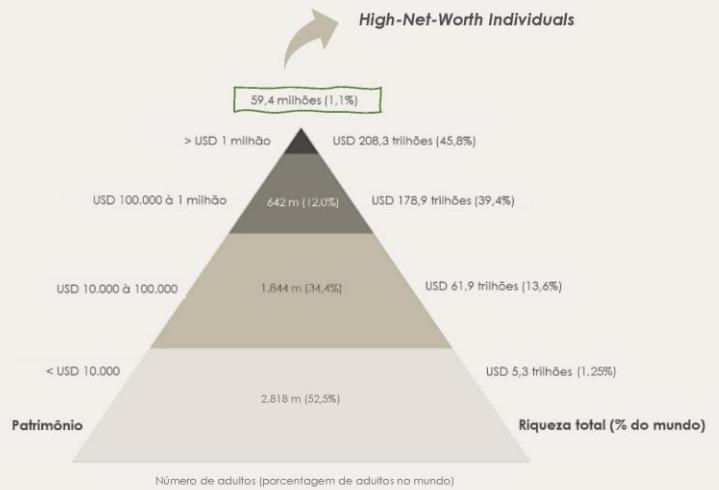 High-Net-Worth Individuals
59,4 milhões (1,1%)
> USD 1 milhão
USD 208,3 trilhões (45,8%)
USD 100.000 à 1 milhão
642 m (12,0%)
USD 178,9 trilhões (39,4%)
USD 10.000 à 100.000
1.844 m (34,4%)
USD 61,9 trilhões (13,6%)
< USD 10.000
USD 5,3 trilhões (1,25%)
2.818 m (52,5%)
Patrimônio
Riqueza total (% do mundo)
Número de adultos (porcentagem de adultos no mundo)